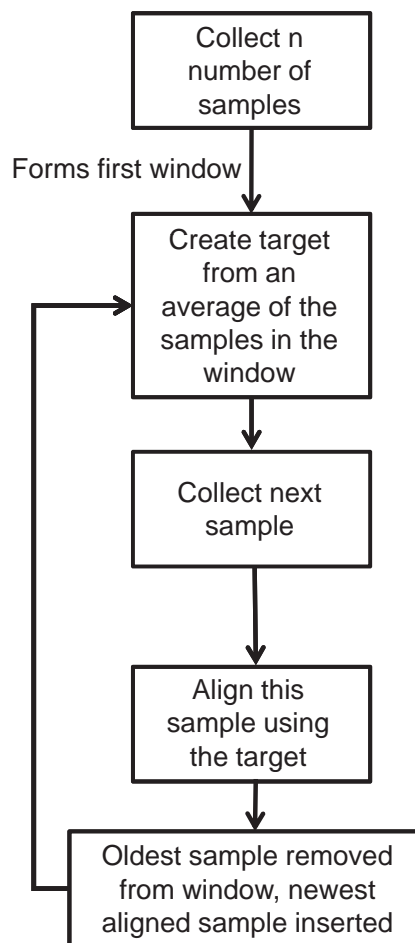 Collect n
number of
samples
Forms first window
Create target
from an
average of the
samples in the
window
Collect next
sample
Align this
sample using
the target
Oldest sample removed
from window, newest
aligned sample inserted